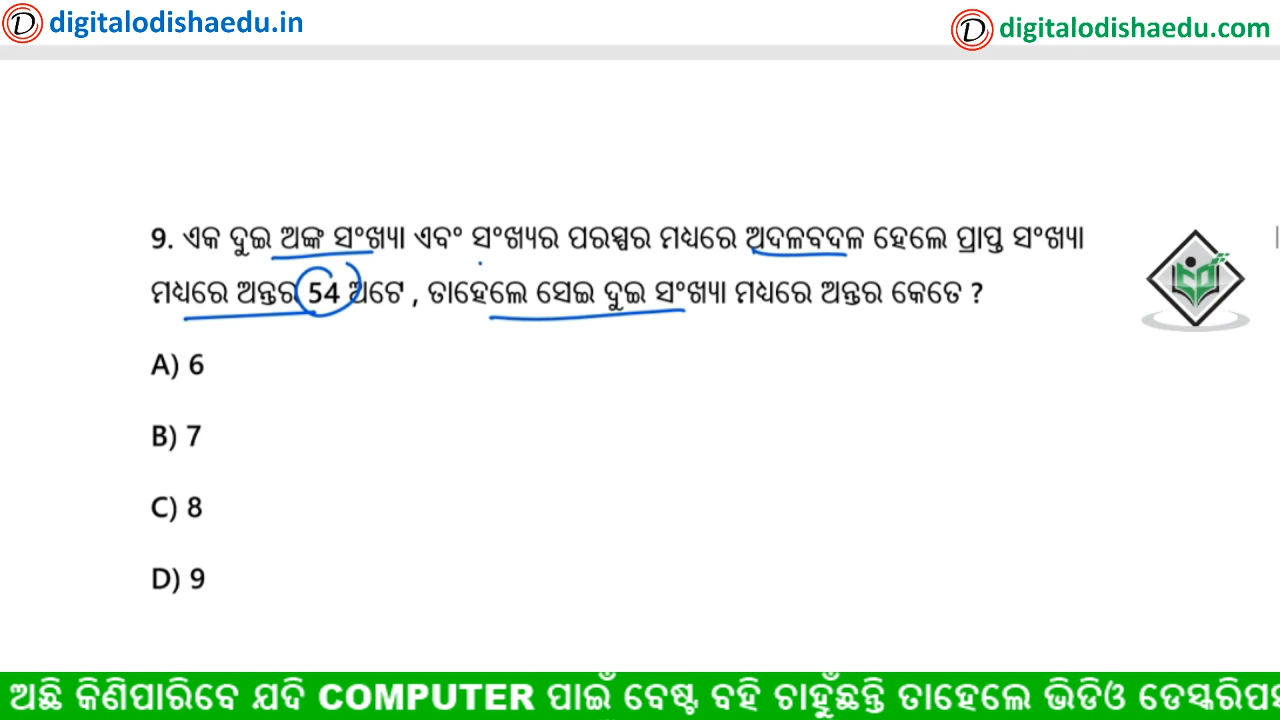 digitalodishaedu.in
digitalodishaedu.com
9. ଏକ ଦୁଇ ଅଙ୍କ ସଂଖ୍ୟା ଏବଂ ସଂଖ୍ୟର ପରସ୍ପର ମଧ୍ୟରେ ଅଦଳବଦଳ ହେଲେ ପ୍ରାପ୍ତ ସଂଖ୍ୟା
ମଧ୍ୟରେ ଅନ୍ତର 54 ଅଟେ , ତାହେଲେ ସେଇ ଦୁଇ ସଂଖ୍ୟା ମଧ୍ୟରେ ଅନ୍ତର କେତେ ?
A) 6
B) 7
C) 8
D) 9
ଅଛି କିଣିପାରିବେ ଯଦି COMPUTER ପାଇଁ ବେଷ୍ଟ ବହି ଚାହୁଁଛନ୍ତି ତାହେଲେ ଭିଡିଓ